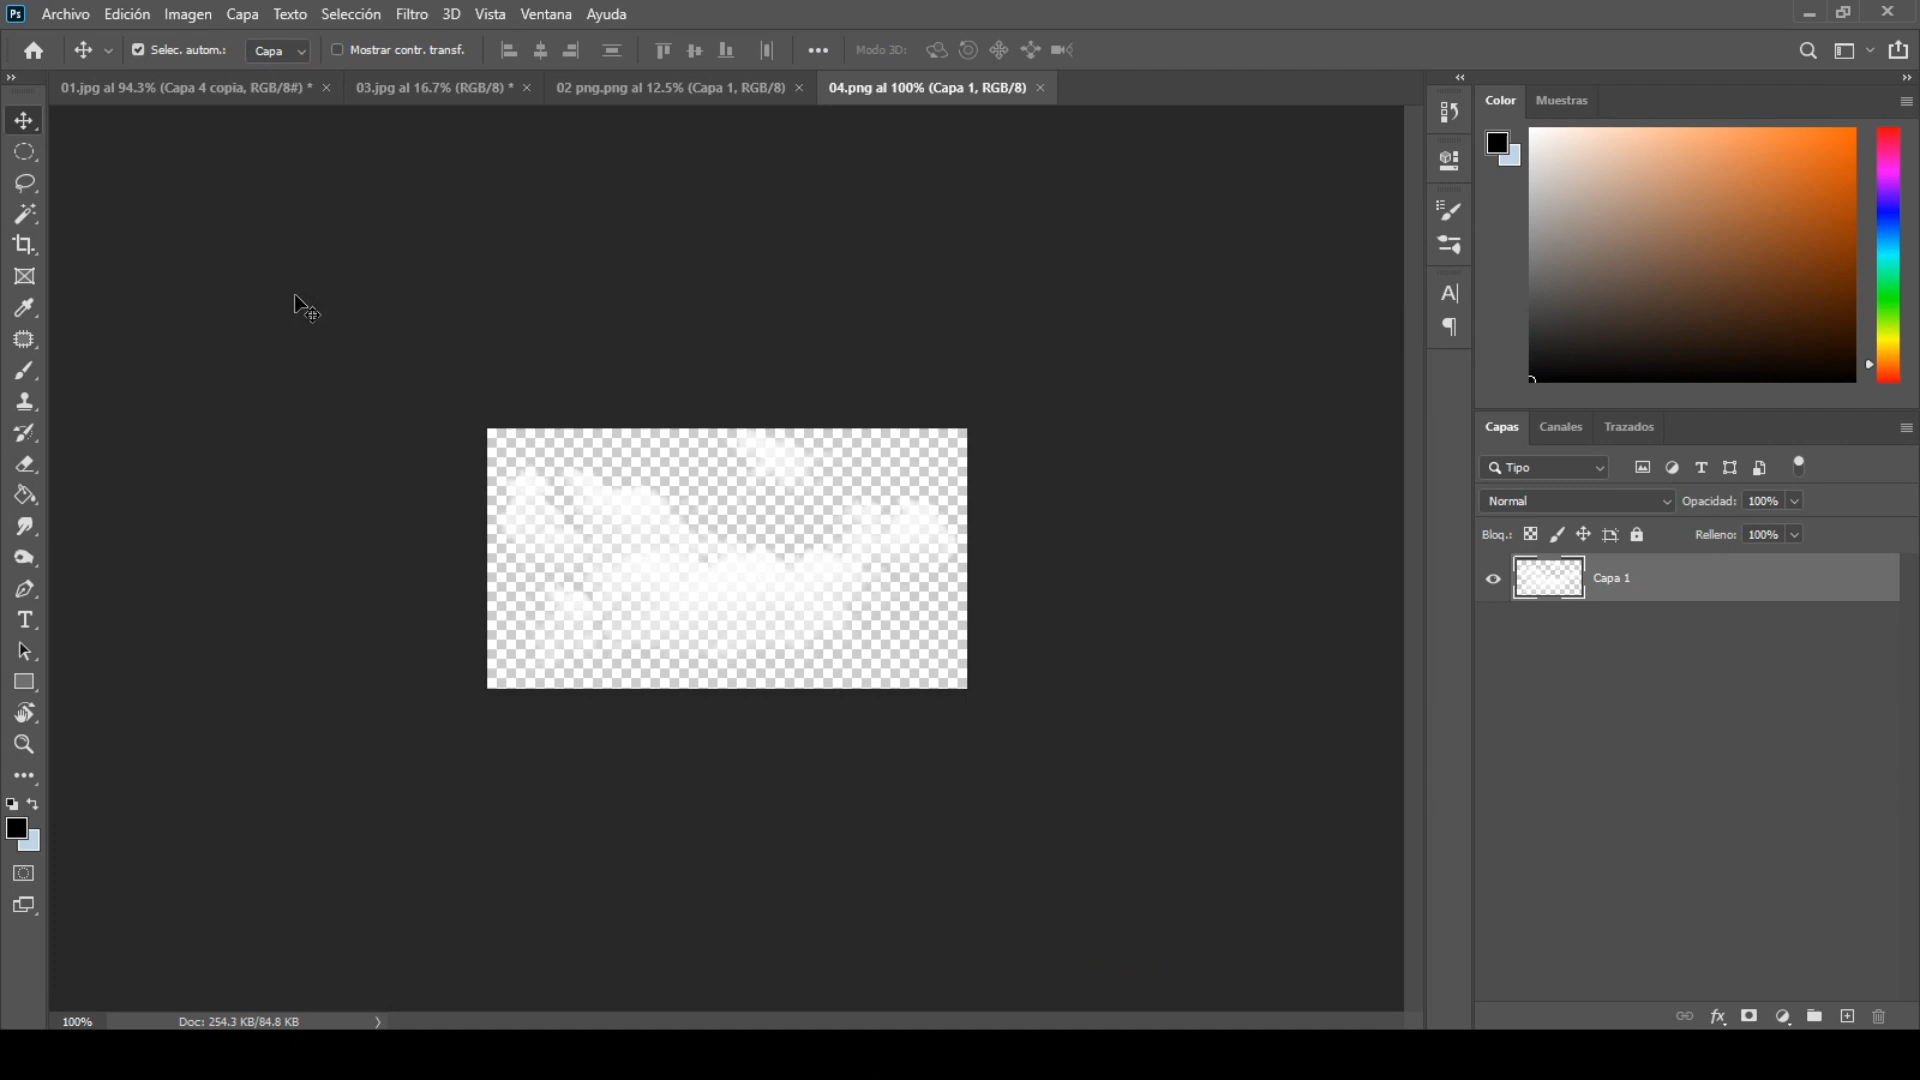 Ps Archivo Edición Imagen Capa Texto Selección Filtro 3D Vista Ventana Ayuda
Selec. autom.: Capa Mostrar contr. transf. Modo 3D:
01.jpg al 94.3% (Capa 4 copia, RGB/8#) * 03.jpg al 16.7% (RGB/8) * 02 png.png al 12.5% (Capa 1, RGB/8) 04.png al 100% (Capa 1, RGB/8)
Color Muestras
Capas Canales Trazados
Tipo
Normal Opacidad: 100%
Bloq.: Relleno: 100%
Capa 1
100% Doc: 254.3 KB/84.8 KB